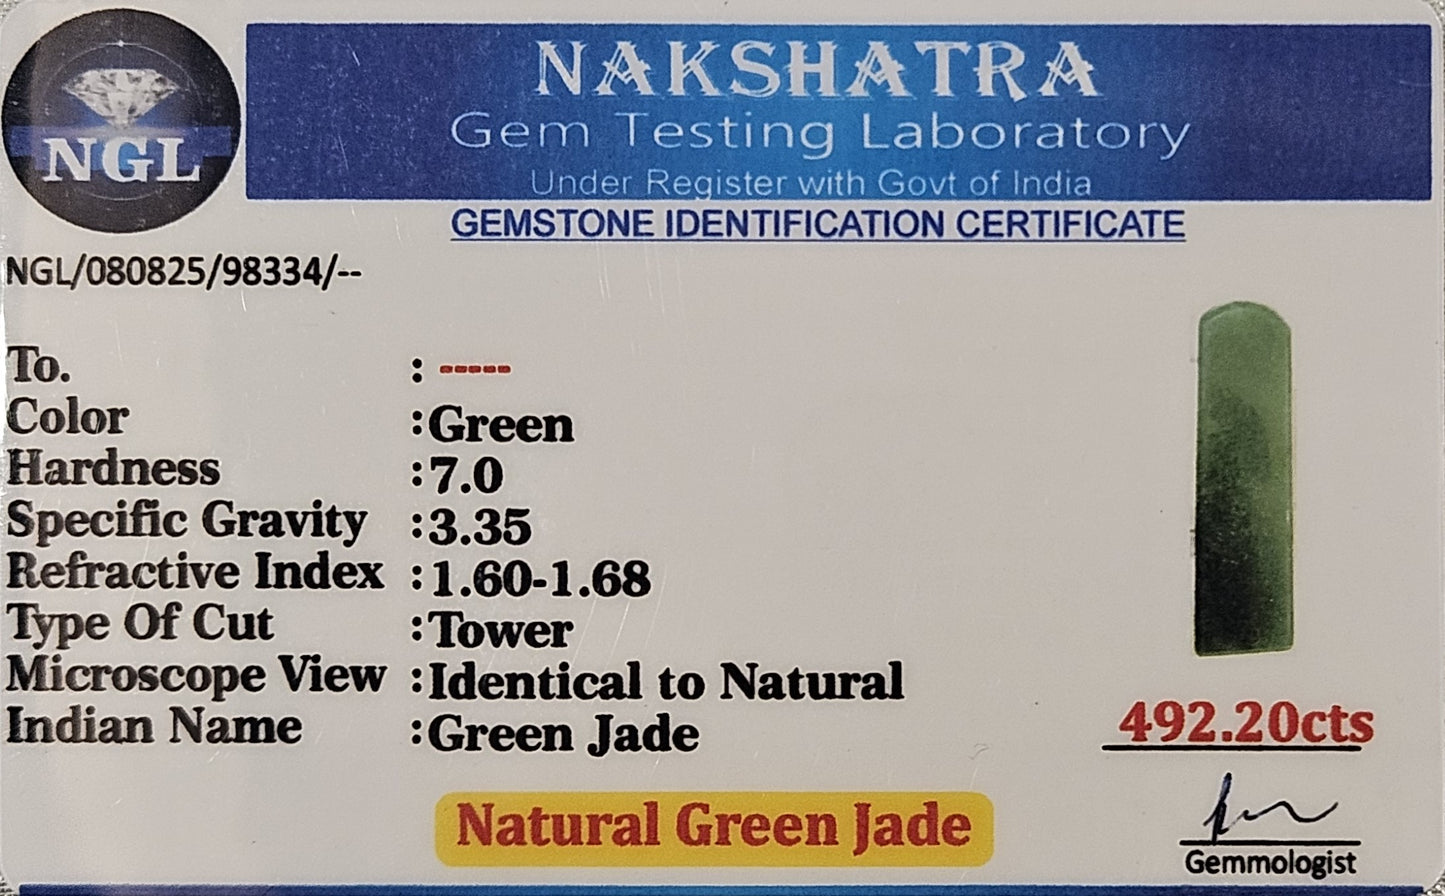 NGL
NAKSHATRA
Gem Testing Laboratory
Under Register with Govt of India
GEMSTONE IDENTIFICATION CERTIFICATE
NGL/080825/98334/--
To. : -----
Color :Green
Hardness :7.0
Specific Gravity :3.35
Refractive Index :1.60-1.68
Type Of Cut :Tower
Microscope View :Identical to Natural
Indian Name :Green Jade
492.20cts
Natural Green Jade
Gemmologist